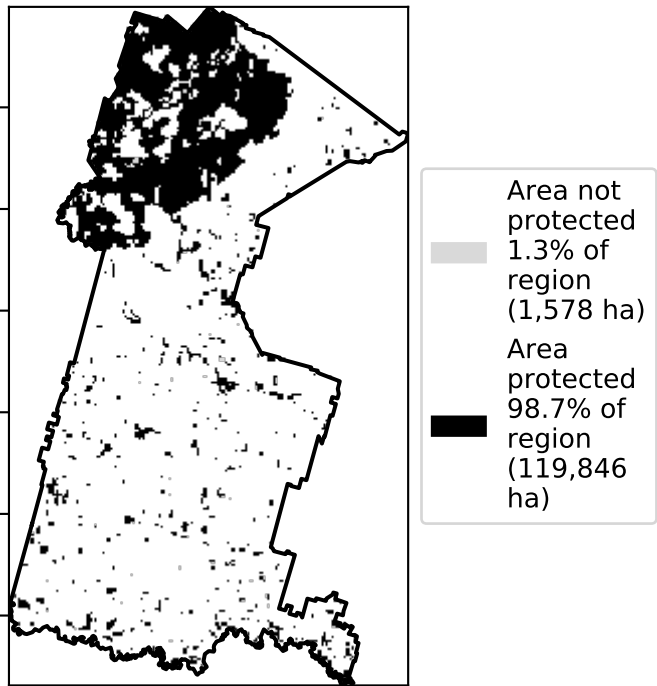 Area not
protected
1.3% of
region
(1,578 ha)
Area
protected
98.7% of
region
(119,846
ha)